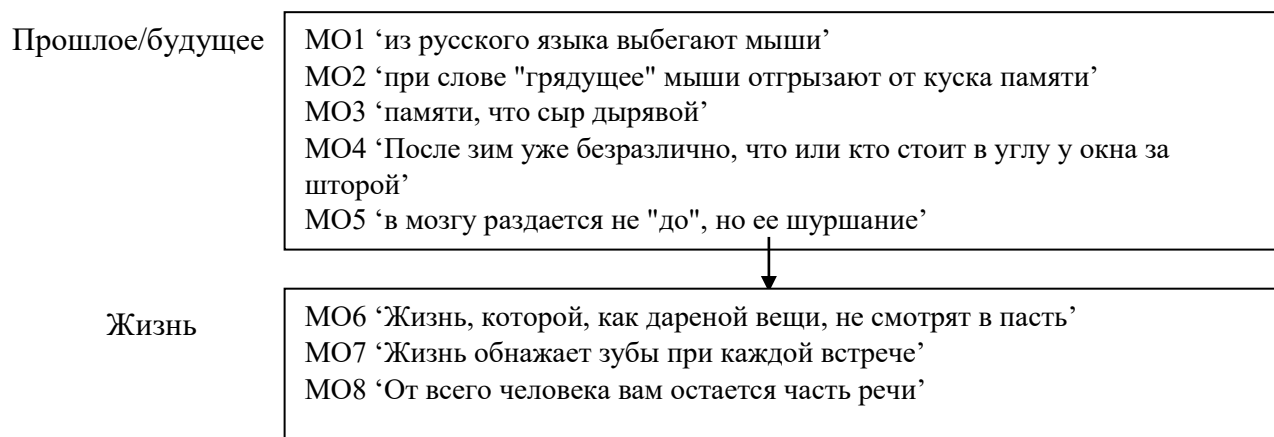 Прошлое/будущее
МО1 ‘из русского языка выбегают мыши’
МО2 ‘при слове "грядущее" мыши отгрызают от куска памяти’
МО3 ‘памяти, что сыр дырявой’
МО4 ‘После зим уже безразлично, что или кто стоит в углу у окна за
шторой’
МО5 ‘в мозгу раздается не "до", но ее шуршание’
Жизнь
МО6 ‘Жизнь, которой, как дареной вещи, не смотрят в пасть’
МО7 ‘Жизнь обнажает зубы при каждой встрече’
МО8 ‘От всего человека вам остается часть речи’